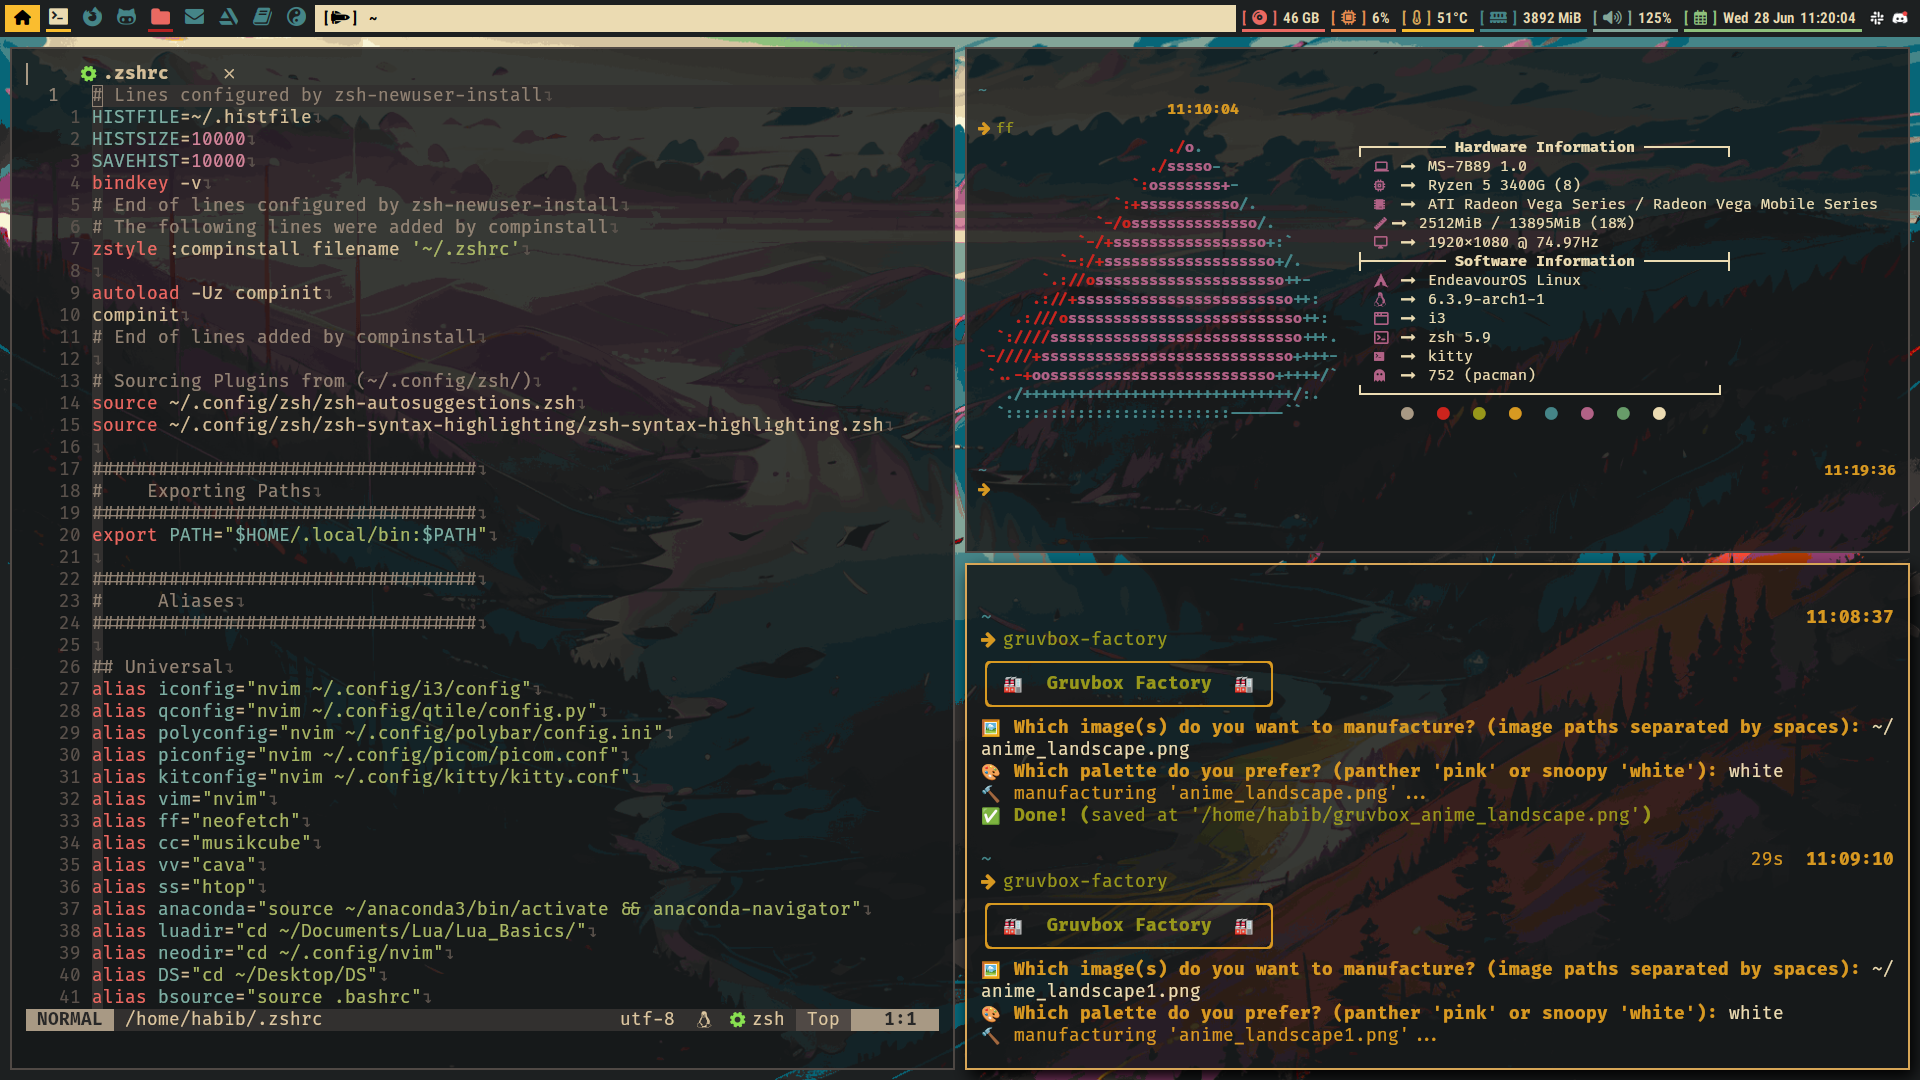 [ ] ~
[ ] 46 GB [ ] 6% [ ] 51°C [ ] 3892 MiB [ ] 125% [ ] Wed 28 Jun 11:20:04
.zshrc ×
1 # Lines configured by zsh-newuser-install
1 HISTFILE=~/.histfile
2 HISTSIZE=10000
3 SAVEHIST=10000
4 bindkey -v
5 # End of lines configured by zsh-newuser-install
6 # The following lines were added by compinstall
7 zstyle :compinstall filename '~/.zshrc'
8
9 autoload -Uz compinit
10 compinit
11 # End of lines added by compinstall
12
13 # Sourcing Plugins from (~/.config/zsh/)
14 source ~/.config/zsh/zsh-autosuggestions.zsh
15 source ~/.config/zsh/zsh-syntax-highlighting/zsh-syntax-highlighting.zsh
16
17 ###################################
18 #    Exporting Paths
19 ###################################
20 export PATH="$HOME/.local/bin:$PATH"
21
22 ###################################
23 #     Aliases
24 ###################################
25
26 ## Universal
27 alias iconfig="nvim ~/.config/i3/config"
28 alias qconfig="nvim ~/.config/qtile/config.py"
29 alias polyconfig="nvim ~/.config/polybar/config.ini"
30 alias piconfig="nvim ~/.config/picom/picom.conf"
31 alias kitconfig="nvim ~/.config/kitty/kitty.conf"
32 alias vim="nvim"
33 alias ff="neofetch"
34 alias cc="musikcube"
35 alias vv="cava"
36 alias ss="htop"
37 alias anaconda="source ~/anaconda3/bin/activate && anaconda-navigator"
38 alias luadir="cd ~/Documents/Lua/Lua_Basics/"
39 alias neodir="cd ~/.config/nvim"
40 alias DS="cd ~/Desktop/DS"
41 alias bsource="source .bashrc"
NORMAL /home/habib/.zshrc utf-8 zsh Top 1:1
~
11:10:04
➜ ff
./o.
./sssso-
`:osssssss+-
`:+sssssssssso/.
`-/ossssssssssssso/.
`-/+sssssssssssssssso+:`
`-:/+sssssssssssssssssso+/.
`.://osssssssssssssssssssso++-
.://+ssssssssssssssssssssssso++:
.:///ossssssssssssssssssssssssso++:
`:////ssssssssssssssssssssssssssso+++.
`-////+ssssssssssssssssssssssssssso++++-
`..-+oosssssssssssssssssssssssso+++++/`
./++++++++++++++++++++++++++++++/:.
`:::::::::::::::::::::::::------``
Hardware Information
➜ MS-7B89 1.0
➜ Ryzen 5 3400G (8)
➜ ATI Radeon Vega Series / Radeon Vega Mobile Series
➜ 2512MiB / 13895MiB (18%)
➜ 1920×1080 @ 74.97Hz
Software Information
➜ EndeavourOS Linux
➜ 6.3.9-arch1-1
➜ i3
➜ zsh 5.9
➜ kitty
➜ 752 (pacman)
~ 11:19:36
➜
~ 11:08:37
➜ gruvbox-factory
🏭 Gruvbox Factory 🏭
🖼️ Which image(s) do you want to manufacture? (image paths separated by spaces): ~/
anime_landscape.png
🎨 Which palette do you prefer? (panther 'pink' or snoopy 'white'): white
🔨 manufacturing 'anime_landscape.png'...
✅ Done! (saved at '/home/habib/gruvbox_anime_landscape.png')
~ 29s 11:09:10
➜ gruvbox-factory
🏭 Gruvbox Factory 🏭
🖼️ Which image(s) do you want to manufacture? (image paths separated by spaces): ~/
anime_landscape1.png
🎨 Which palette do you prefer? (panther 'pink' or snoopy 'white'): white
🔨 manufacturing 'anime_landscape1.png'...